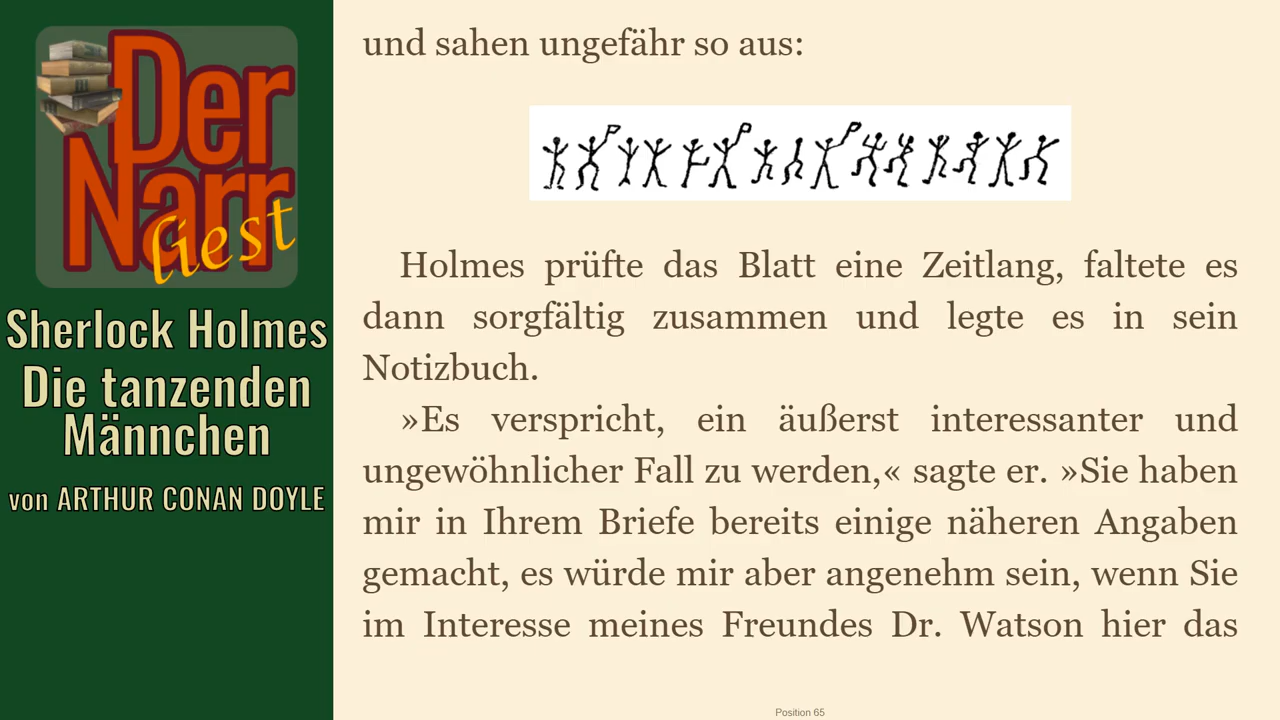 Der
Narr
liest
Sherlock Holmes
Die tanzenden
Männchen
von ARTHUR CONAN DOYLE
und sahen ungefähr so aus:
Holmes prüfte das Blatt eine Zeitlang, faltete es
dann sorgfältig zusammen und legte es in sein
Notizbuch.
»Es verspricht, ein äußerst interessanter und
ungewöhnlicher Fall zu werden,« sagte er. »Sie haben
mir in Ihrem Briefe bereits einige näheren Angaben
gemacht, es würde mir aber angenehm sein, wenn Sie
im Interesse meines Freundes Dr. Watson hier das
Position 65